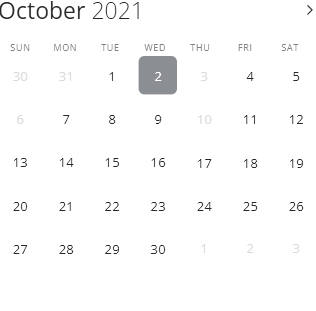 October 2021 >
SUN MON TUE WED THU FRI SAT
30 31 1 2 3 4 5
6 7 8 9 10 11 12
13 14 15 16 17 18 19
20 21 22 23 24 25 26
27 28 29 30 1 2 3